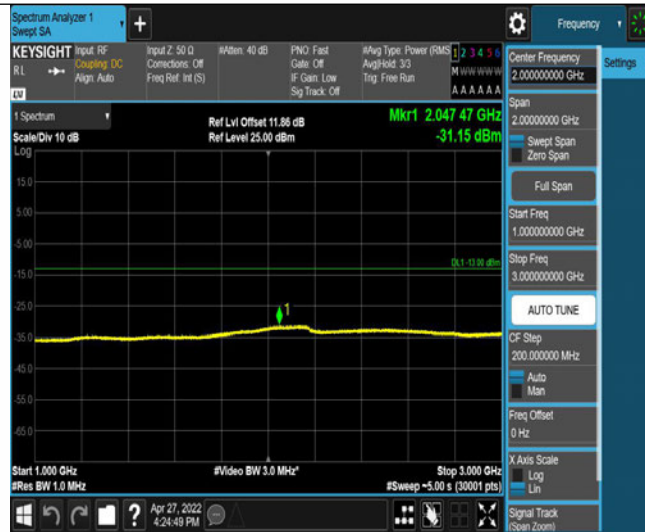 Spectrum Analyzer 1
Swept SA
+
Frequency
KEYSIGHT
RL
Input: RF
Coupling: DC
Align: Auto
Input Z: 50 Ω
Corrections: Off
Freq Ref: Int (S)
#Atten: 40 dB
PNO: Fast
Gate: Off
IF Gain: Low
Sig Track: Off
#Avg Type: Power (RMS
Avg|Hold: 3/3
Trig: Free Run
1 2 3 4 5 6
M W W W W W
A A A A A A
1 Spectrum
Scale/Div 10 dB
Log
Ref Lvl Offset 11.86 dB
Ref Level 25.00 dBm
Mkr1 2.047 47 GHz
-31.15 dBm
15.0
5.00
-5.00
-15.0
-25.0
-35.0
-45.0
-55.0
-65.0
DL1 -13.00 dBm
1
Start 1.000 GHz
#Res BW 1.0 MHz
#Video BW 3.0 MHz*
Stop 3.000 GHz
#Sweep ~5.00 s (30001 pts)
Center Frequency
2.000000000 GHz
Settings
Span
2.00000000 GHz
Swept Span
Zero Span
Full Span
Start Freq
1.000000000 GHz
Stop Freq
3.000000000 GHz
AUTO TUNE
CF Step
200.000000 MHz
Auto
Man
Freq Offset
0 Hz
X Axis Scale
Log
Lin
Signal Track
(Span Zoom)
?
Apr 27, 2022
4:24:49 PM